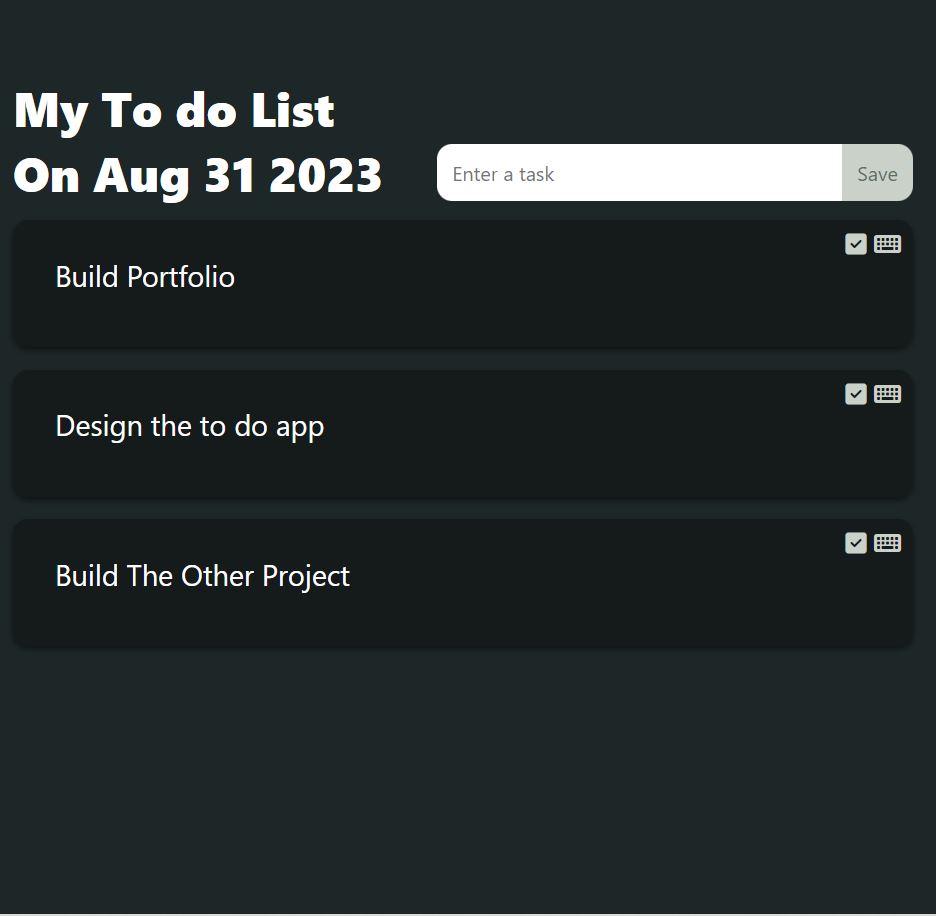 My To do List
On Aug 31 2023
Enter a task
Save
Build Portfolio
Design the to do app
Build The Other Project